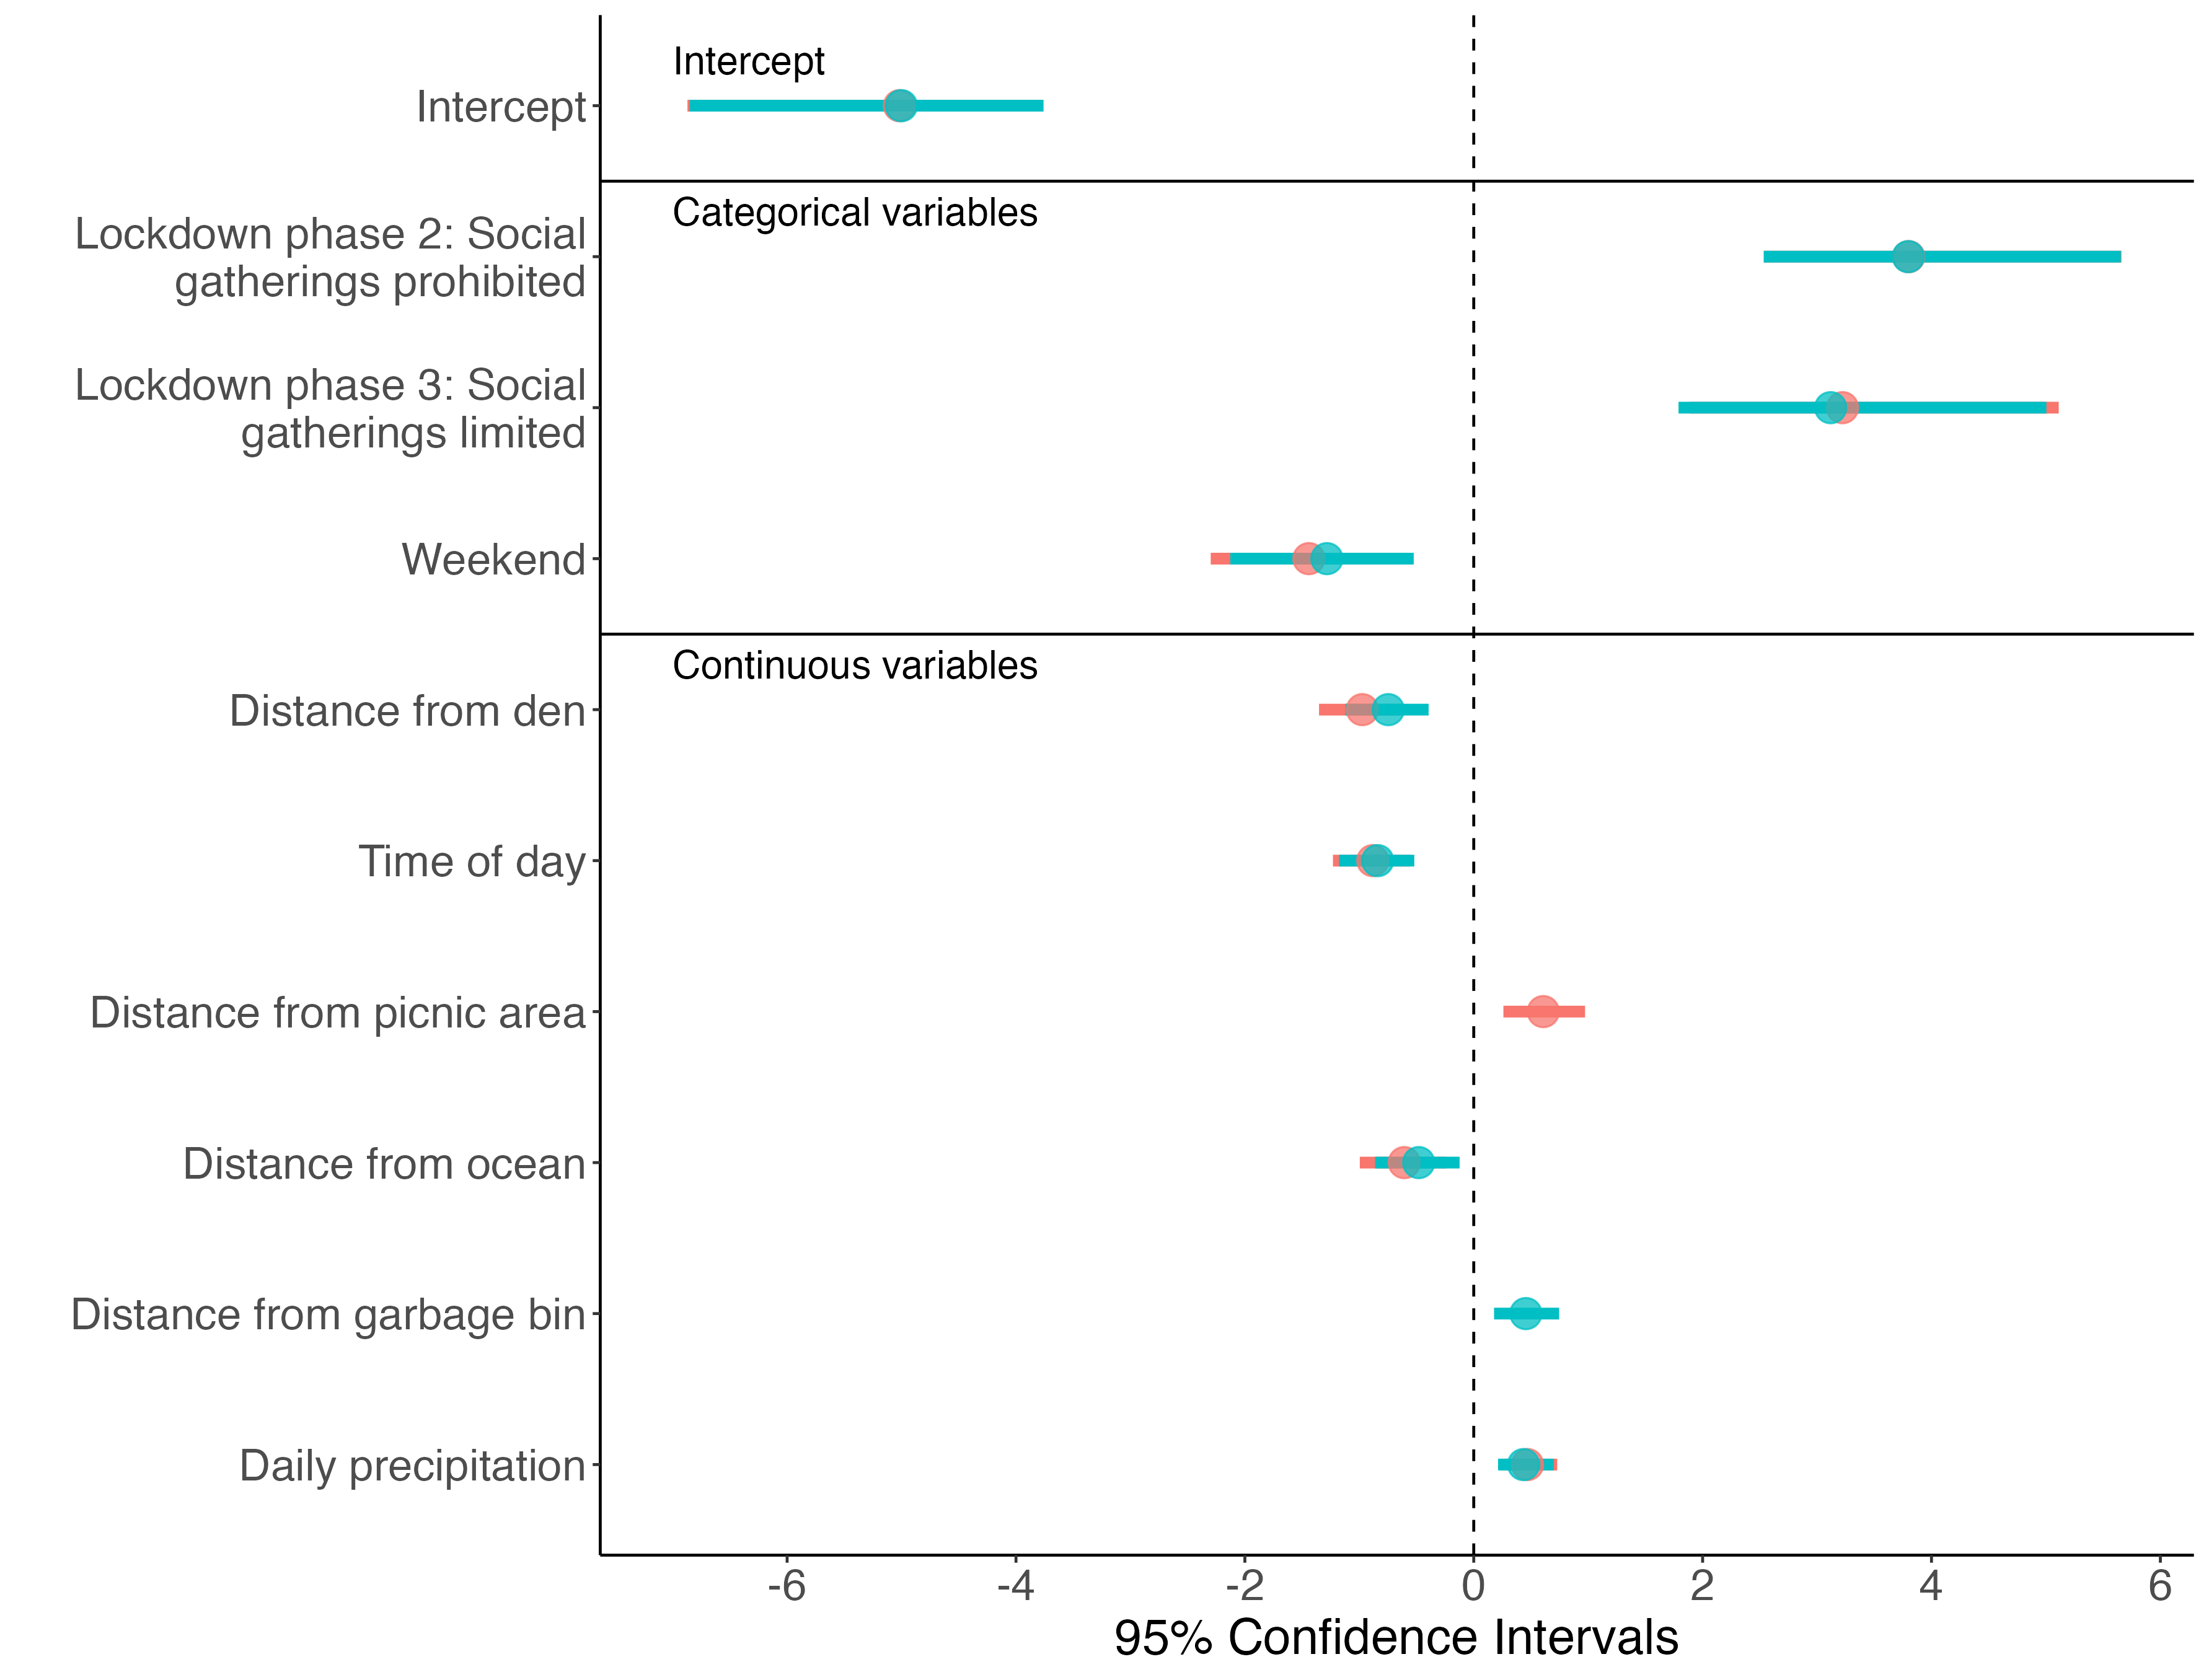 Intercept
Intercept
Categorical variables
Lockdown phase 2: Social
gatherings prohibited
Lockdown phase 3: Social
gatherings limited
Weekend
Continuous variables
Distance from den
Time of day
Distance from picnic area
Distance from ocean
Distance from garbage bin
Daily precipitation
-6 -4 -2 0 2 4 6
95% Confidence Intervals